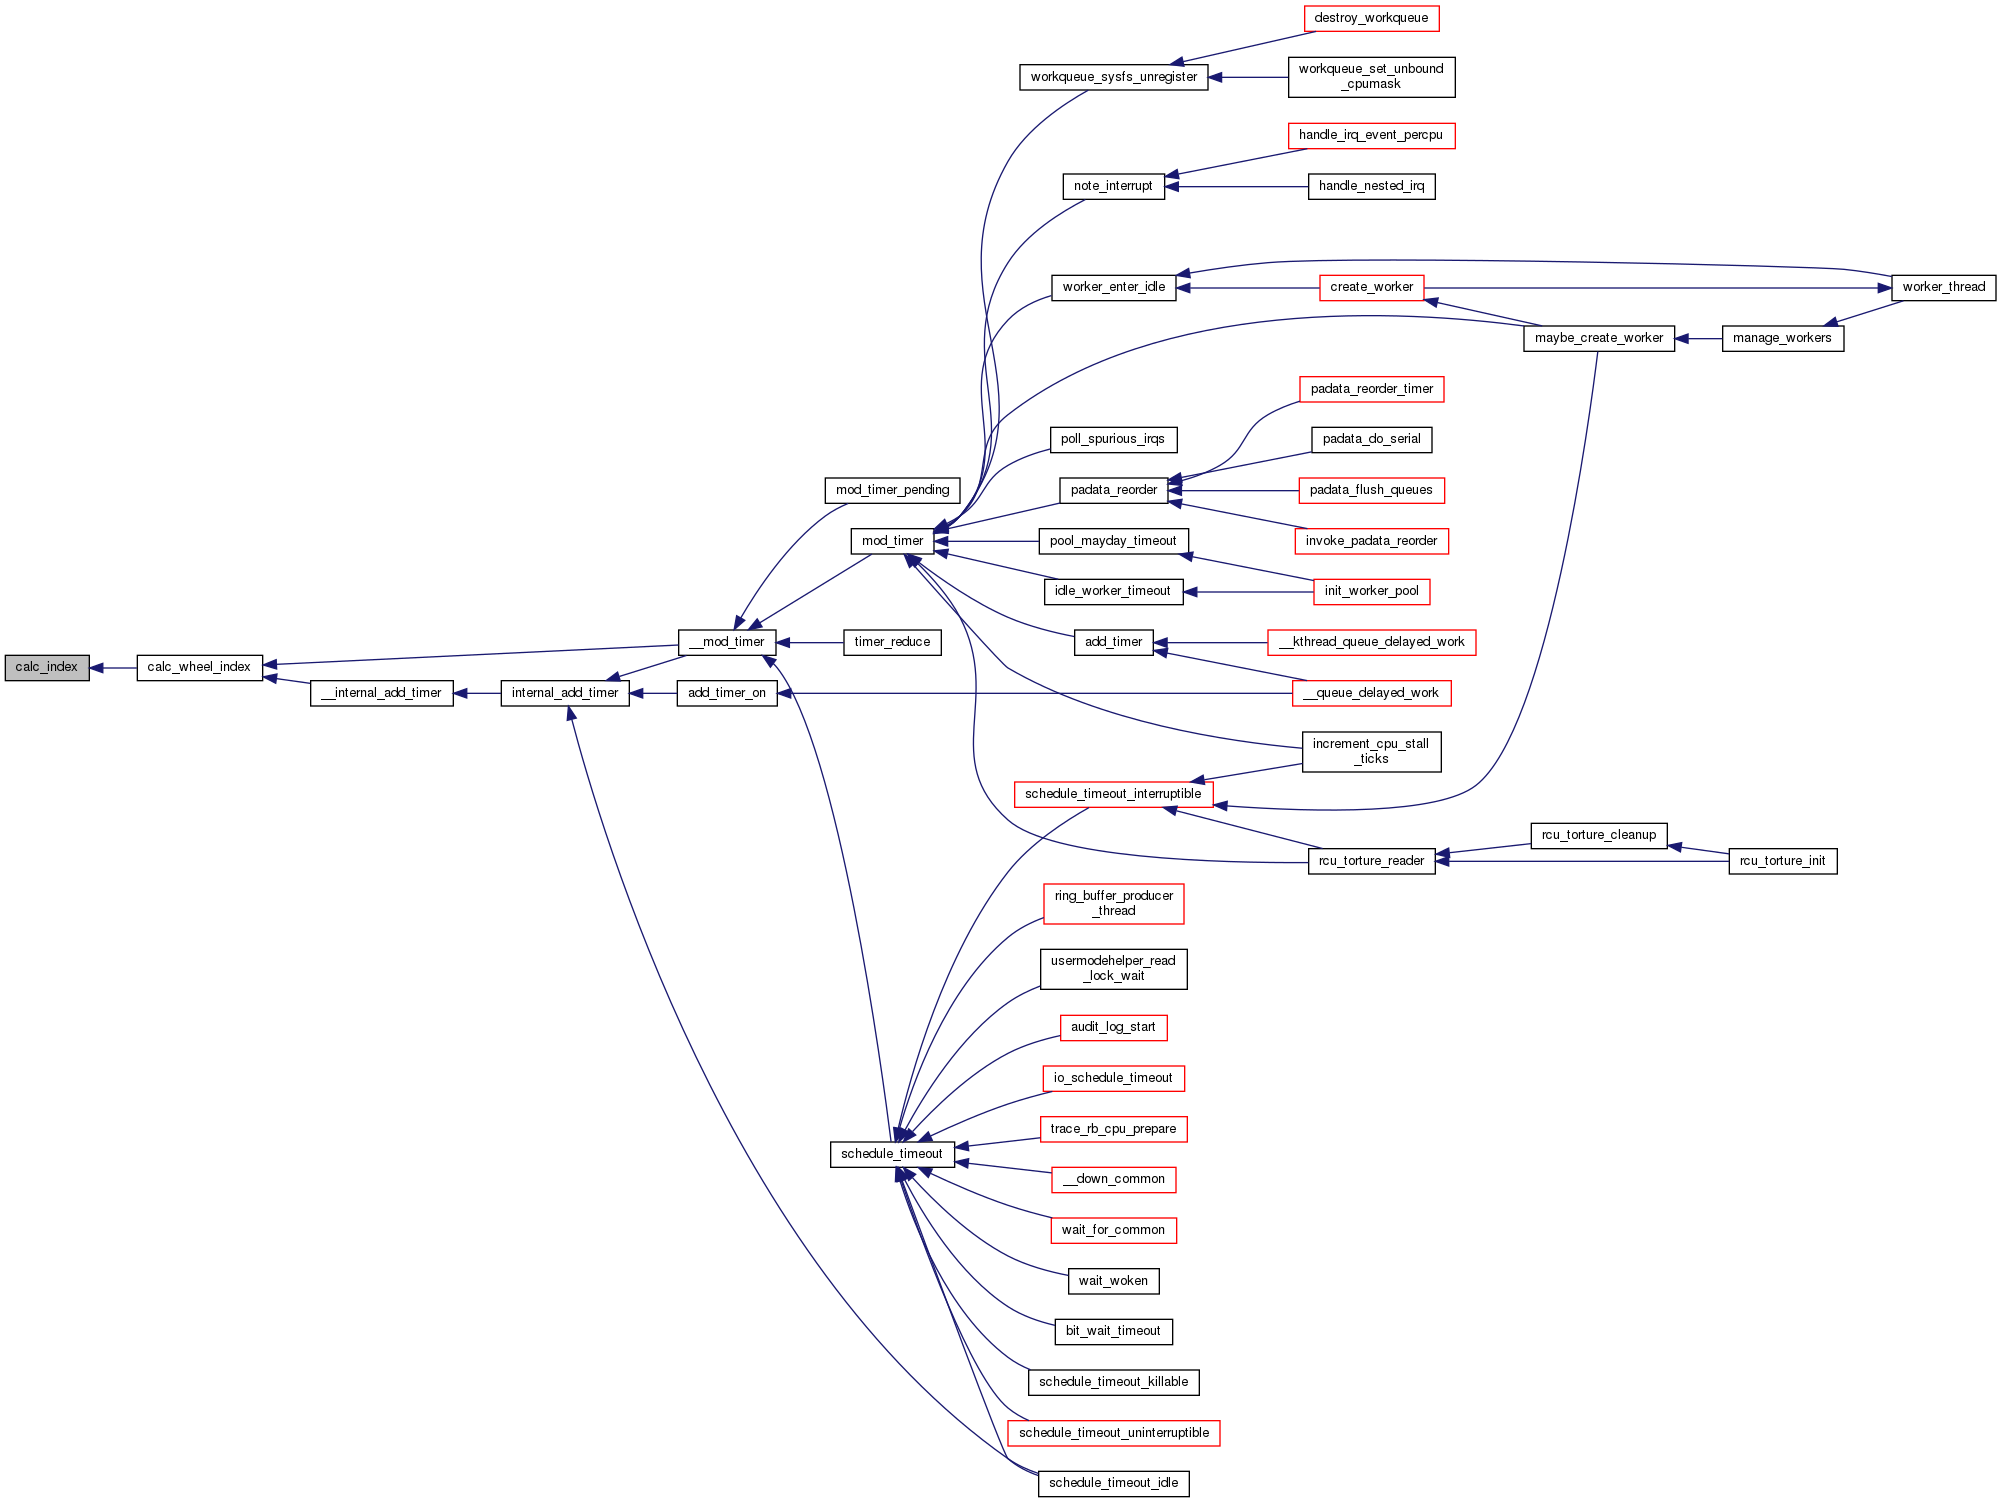 destroy_workqueue
workqueue_sysfs_unregister
workqueue_set_unbound
_cpumask
handle_irq_event_percpu
note_interrupt
handle_nested_irq
worker_enter_idle
create_worker
worker_thread
maybe_create_worker
manage_workers
padata_reorder_timer
poll_spurious_irqs
padata_do_serial
mod_timer_pending
padata_reorder
padata_flush_queues
mod_timer
pool_mayday_timeout
invoke_padata_reorder
idle_worker_timeout
init_worker_pool
__mod_timer
timer_reduce
add_timer
__kthread_queue_delayed_work
calc_index
calc_wheel_index
__internal_add_timer
internal_add_timer
add_timer_on
__queue_delayed_work
increment_cpu_stall
_ticks
schedule_timeout_interruptible
rcu_torture_cleanup
rcu_torture_reader
rcu_torture_init
ring_buffer_producer
_thread
usermodehelper_read
_lock_wait
audit_log_start
io_schedule_timeout
trace_rb_cpu_prepare
schedule_timeout
__down_common
wait_for_common
wait_woken
bit_wait_timeout
schedule_timeout_killable
schedule_timeout_uninterruptible
schedule_timeout_idle